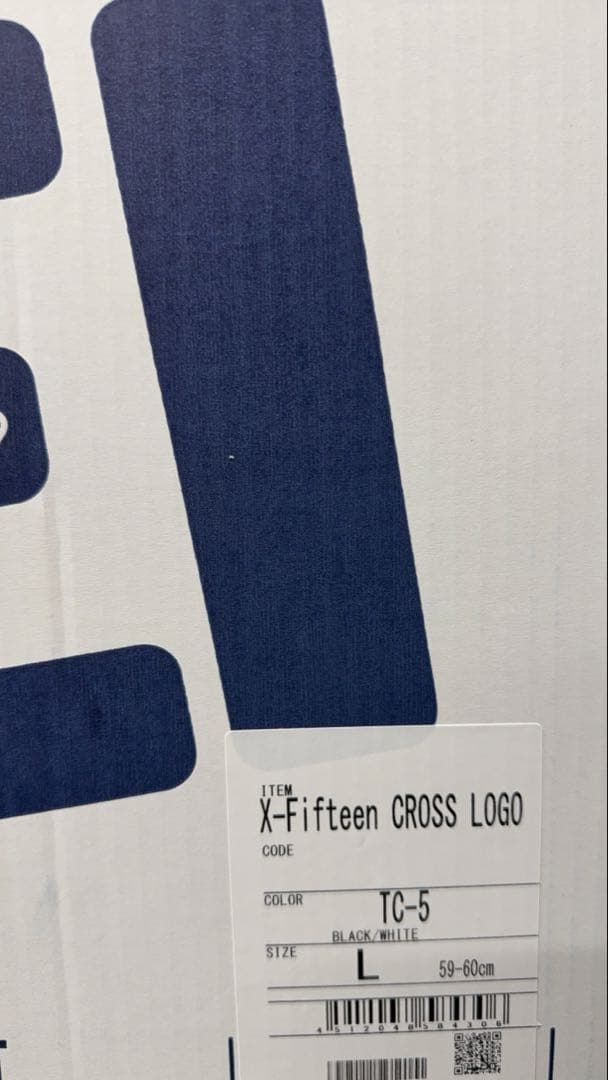 ITEM
X-Fifteen CROSS LOGO
CODE
COLOR
TC-5
BLACK/WHITE
SIZE
L 59-60cm